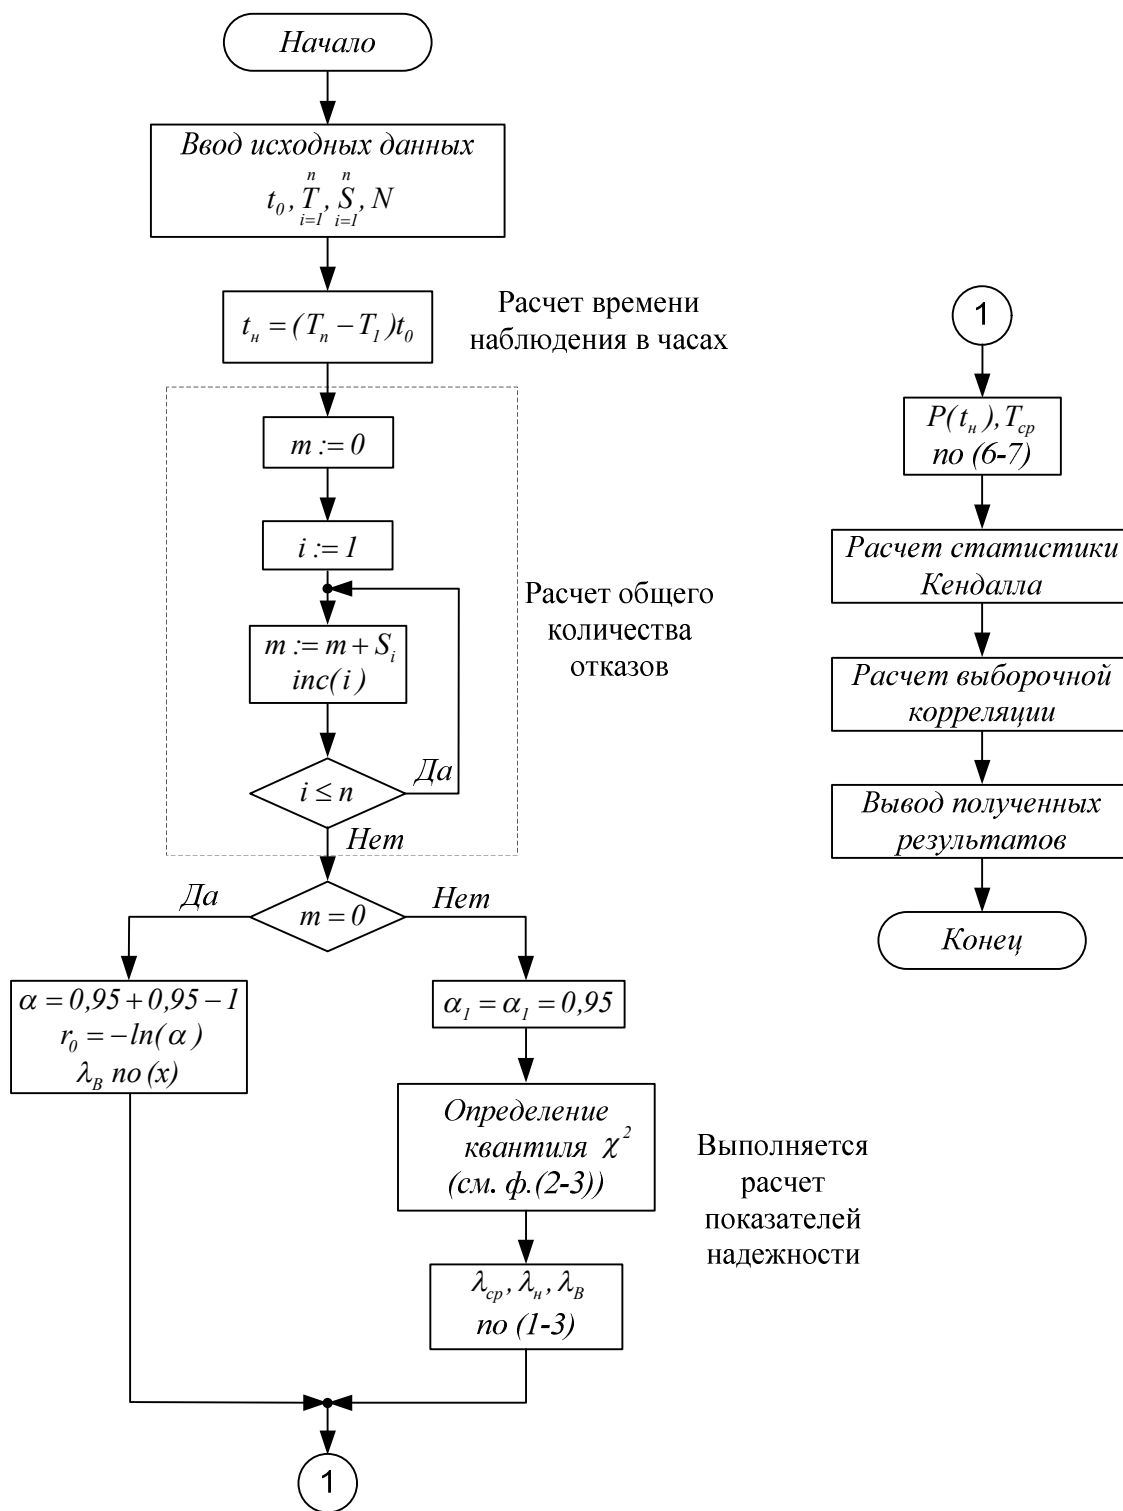 Начало
Ввод исходных данных
n n
t₀, T, S, N
i=1 i=1
tн = (Tn − T1)t₀
Расчет времени
наблюдения в часах
m := 0
i := 1
m := m + Si
inc(i)
Расчет общего
количества
отказов
i ≤ n
Да
Нет
m = 0
Да
Нет
α = 0,95 + 0,95 − 1
r₀ = −ln(α)
λB по (x)
α1 = α1 = 0,95
Определение
квантиля χ²
(см. ф.(2-3))
Выполняется
расчет
показателей
надежности
λср, λн, λB
по (1-3)
1
1
P(tн), Tср
по (6-7)
Расчет статистики
Кендалла
Расчет выборочной
корреляции
Вывод полученных
результатов
Конец